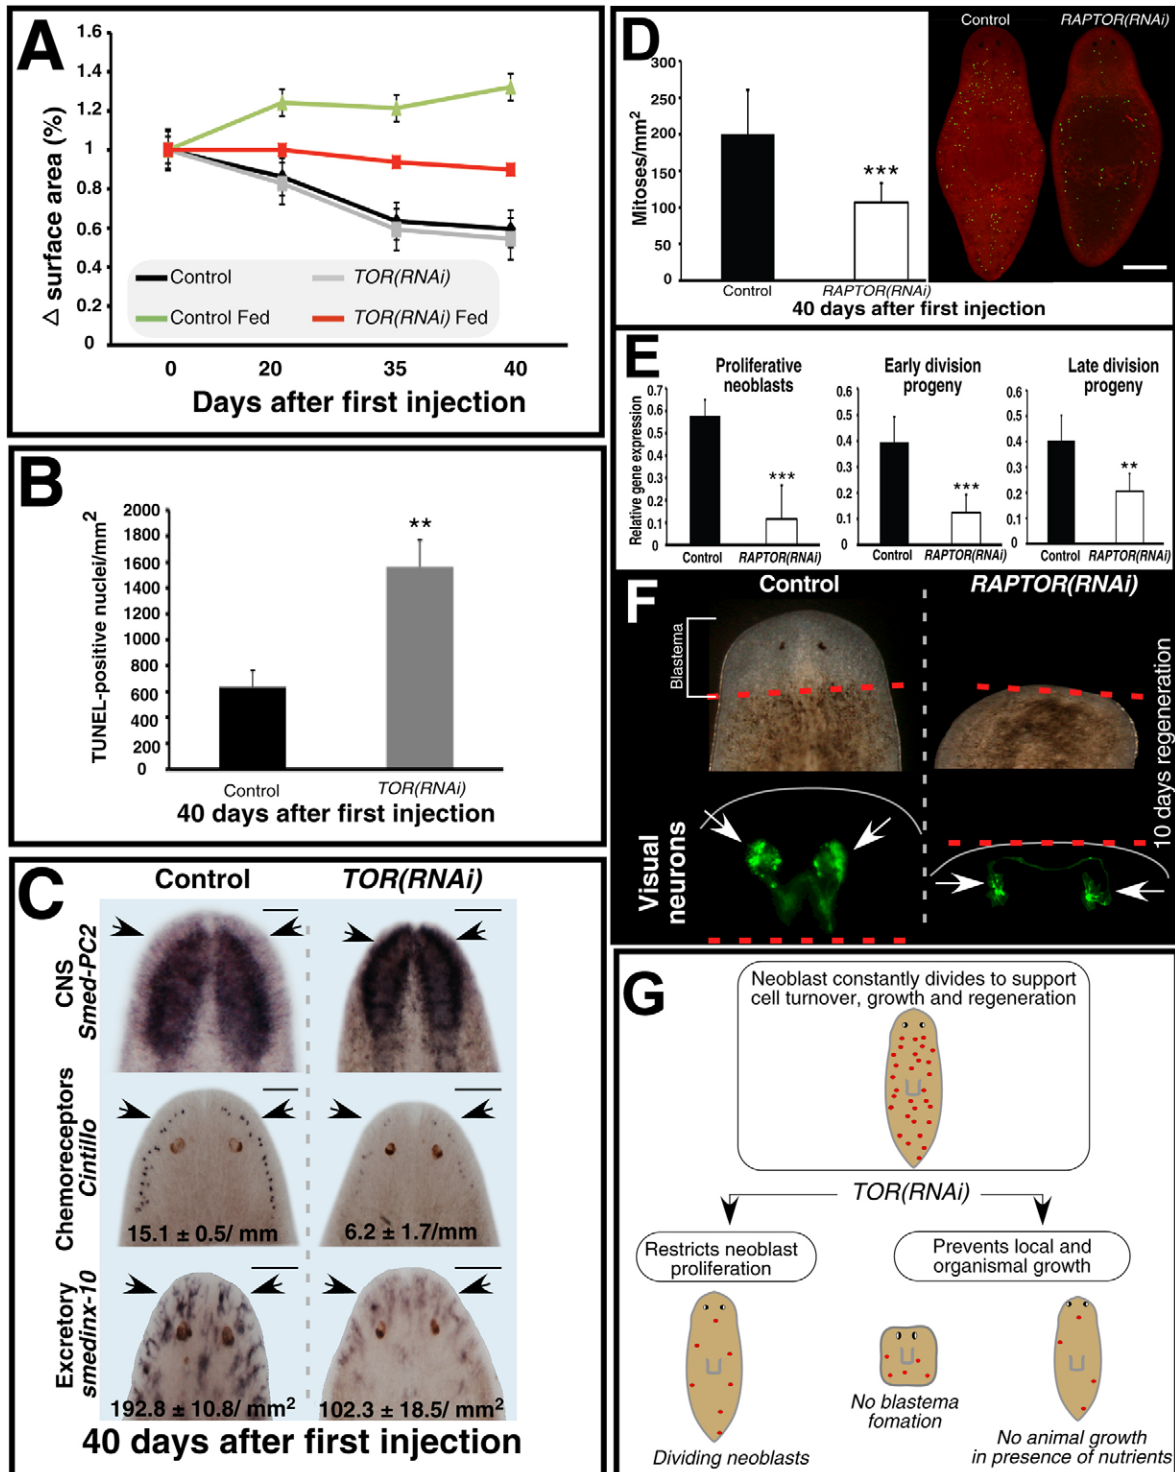 A
1.6
1.4
1.2
1
0.8
0.6
0.4
0.2
0
Δ surface area (%)
Control
TOR(RNAi)
Control Fed
TOR(RNAi) Fed
0 20 35 40
Days after first injection
B
2000
1800
1600
1400
1200
1000
800
600
400
200
0
TUNEL-positive nuclei/mm²
**
Control
TOR(RNAi)
40 days after first injection
C
Control
TOR(RNAi)
CNS
Smed-PC2
Chemoreceptors
Cintillo
15.1 ± 0.5/ mm
6.2 ± 1.7/mm
Excretory
smedinx-10
192.8 ± 10.8/ mm²
102.3 ± 18.5/ mm²
40 days after first injection
D
300
250
200
150
100
50
0
Mitoses/mm²
***
Control
RAPTOR(RNAi)
40 days after first injection
Control
RAPTOR(RNAi)
E
Relative gene expression
Proliferative
neoblasts
0.7
0.6
0.5
0.4
0.3
0.2
0.1
0
***
Control
RAPTOR(RNAi)
Early division
progeny
0.6
0.5
0.4
0.3
0.2
0.1
0
***
Control
RAPTOR(RNAi)
Late division
progeny
0.6
0.5
0.4
0.3
0.2
0.1
0
**
Control
RAPTOR(RNAi)
F
Control
RAPTOR(RNAi)
Blastema
Visual
neurons
10 days regeneration
G
Neoblast constantly divides to support
cell turnover, growth and regeneration
TOR(RNAi)
Restricts neoblast
proliferation
Prevents local and
organismal growth
Dividing neoblasts
No blastema
fomation
No animal growth
in presence of nutrients